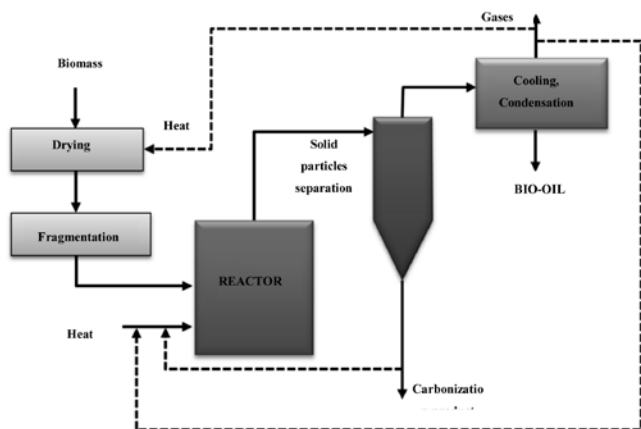 Gases
Biomass
Cooling,
Condensation
Heat
Drying
Solid
particles
separation
BIO-OIL
Fragmentation
REACTOR
Heat
Carbonizatio